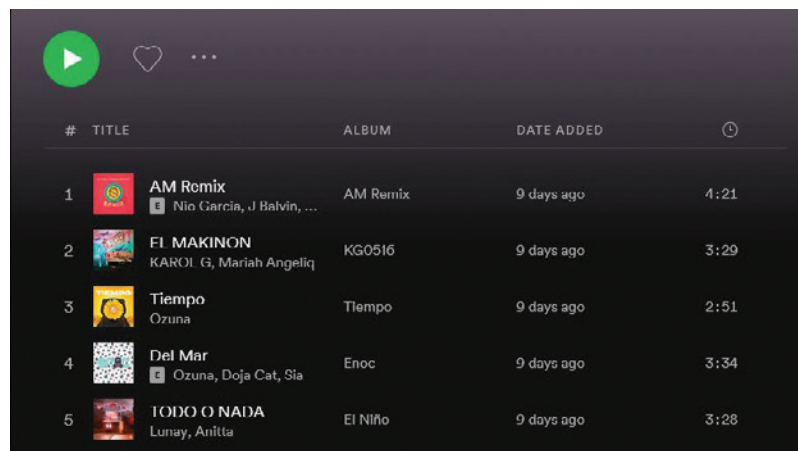 # TITLE ALBUM DATE ADDED
1 AM Remix AM Remix 9 days ago 4:21
E Nio Garcia, J Balvin, ...
2 EL MAKINON KG0516 9 days ago 3:29
KAROL G, Mariah Angeliq
3 Tiempo Tiempo 9 days ago 2:51
Ozuna
4 Del Mar Enoc 9 days ago 3:34
E Ozuna, Doja Cat, Sia
5 TODO O NADA El Niño 9 days ago 3:28
Lunay, Anitta